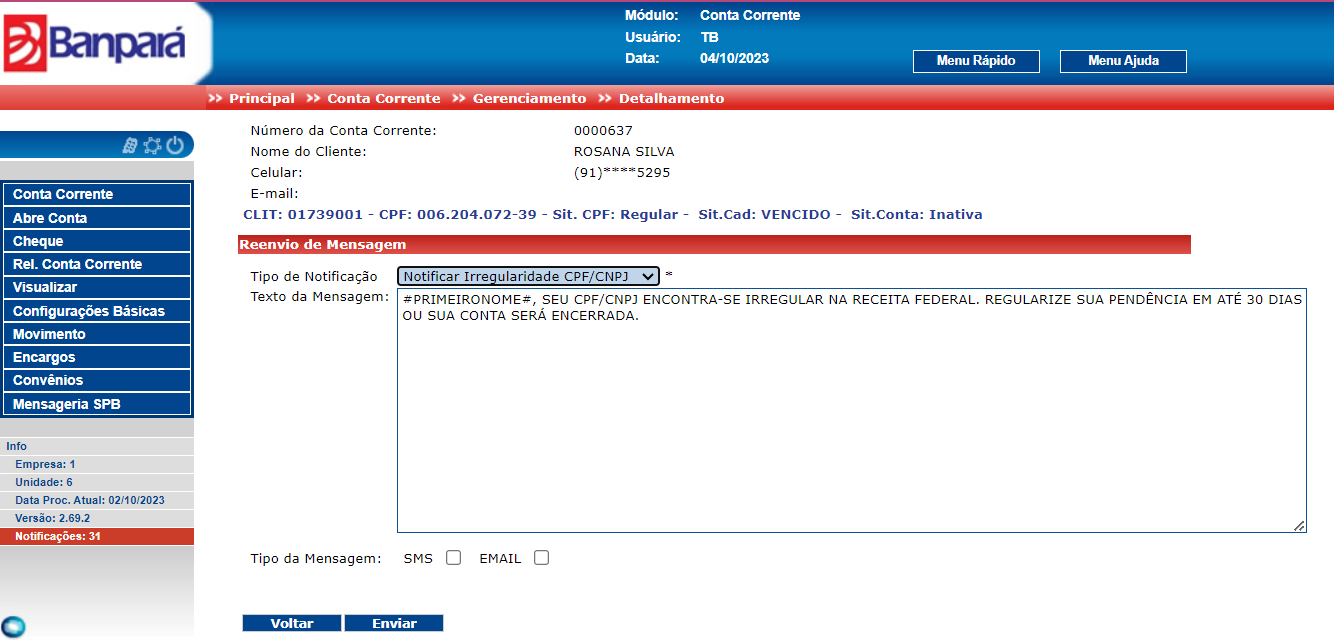 Banpará
Módulo: Conta Corrente
Usuário: TB
Data: 04/10/2023
Menu Rápido Menu Ajuda
>> Principal >> Conta Corrente >> Gerenciamento >> Detalhamento
Conta Corrente
Abre Conta
Cheque
Rel. Conta Corrente
Visualizar
Configurações Básicas
Movimento
Encargos
Convênios
Mensageria SPB
Info
Empresa: 1
Unidade: 6
Data Proc. Atual: 02/10/2023
Versão: 2.69.2
Notificações: 31
Número da Conta Corrente: 0000637
Nome do Cliente: ROSANA SILVA
Celular: (91)****5295
E-mail:
CLIT: 01739001 - CPF: 006.204.072-39 - Sit. CPF: Regular - Sit.Cad: VENCIDO - Sit.Conta: Inativa
Reenvio de Mensagem
Tipo de Notificação Notificar Irregularidade CPF/CNPJ *
Texto da Mensagem: #PRIMEIRONOME#, SEU CPF/CNPJ ENCONTRA-SE IRREGULAR NA RECEITA FEDERAL. REGULARIZE SUA PENDÊNCIA EM ATÉ 30 DIAS
OU SUA CONTA SERÁ ENCERRADA.
Tipo da Mensagem: SMS EMAIL
Voltar Enviar